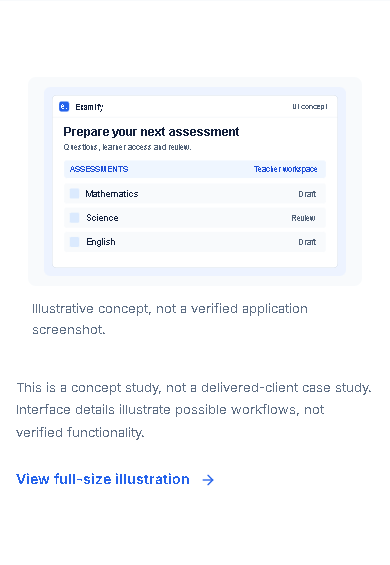 e. Examify UI concept
Prepare your next assessment
Questions, learner access and review.
ASSESSMENTS Teacher workspace
Mathematics Draft
Science Review
English Draft
Illustrative concept, not a verified application
screenshot.
This is a concept study, not a delivered-client case study.
Interface details illustrate possible workflows, not
verified functionality.
View full-size illustration →